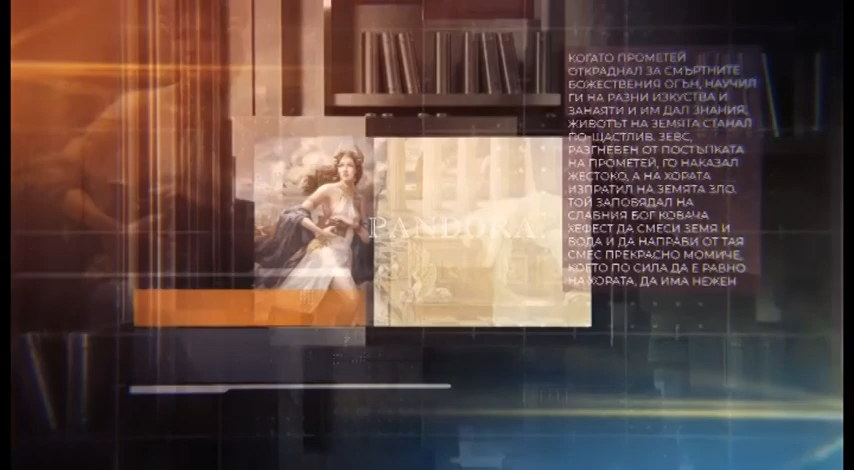 КОГАТО ПРОМЕТЕЙ
ОТКРАДНАЛ ЗА СМЪРТНИТЕ
БОЖЕСТВЕНИЯ ОГЪН, НАУЧИЛ
ГИ НА РАЗНИ ИЗКУСТВА И
ЗАНАЯТИ И ИМ ДАЛ ЗНАНИЯ,
ЖИВОТЪТ НА ЗЕМЯТА СТАНАЛ
ПО-ЩАСТЛИВ. ЗЕВС,
РАЗГНЕВЕН ОТ ПОСТЪПКАТА
НА ПРОМЕТЕЙ, ГО НАКАЗАЛ
ЖЕСТОКО, А НА ХОРАТА
ИЗПРАТИЛ НА ЗЕМЯТА ЗЛО.
ТОЙ ЗАПОВЯДАЛ НА
СЛАВНИЯ БОГ КОВАЧА
ХЕФЕСТ ДА СМЕСИ ЗЕМЯ И
ВОДА И ДА НАПРАВИ ОТ ТАЯ
СМЕС ПРЕКРАСНО МОМИЧЕ,
КОЕТО ПО СИЛА ДА Е РАВНО
НА ХОРАТА, ДА ИМА НЕЖЕН
PANDORA